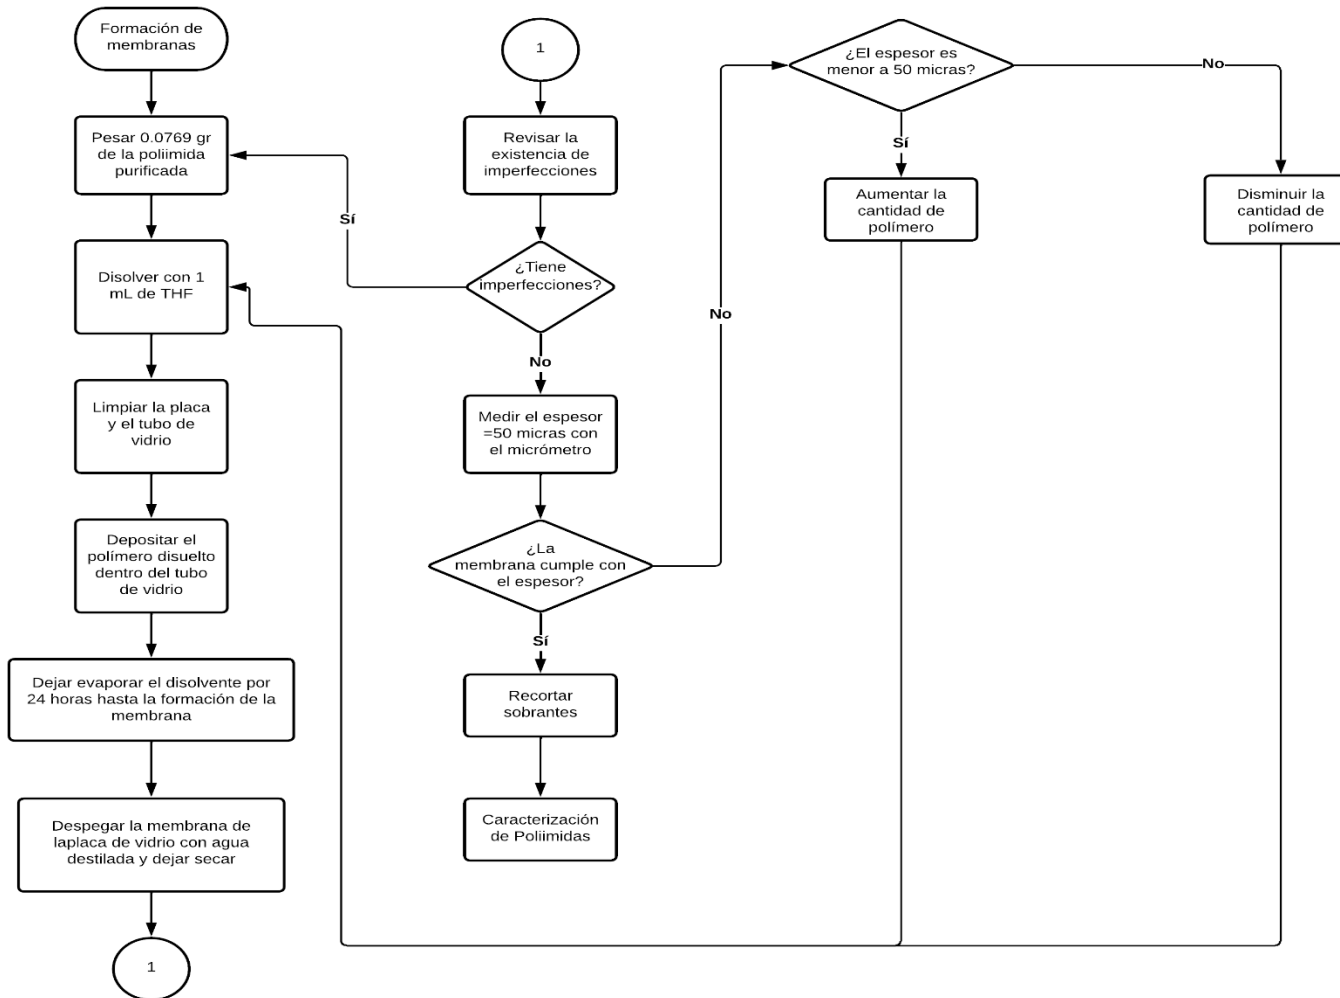 Formación de
membranas
Pesar 0.0769 gr
de la poliimida
purificada
Disolver con 1
mL de THF
Limpiar la placa
y el tubo de
vidrio
Depositar el
polímero disuelto
dentro del tubo
de vidrio
Dejar evaporar el disolvente por
24 horas hasta la formación de la
membrana
Despegar la membrana de
laplaca de vidrio con agua
destilada y dejar secar
1
1
Revisar la
existencia de
imperfecciones
¿Tiene
imperfecciones?
Sí
No
Medir el espesor
=50 micras con
el micrómetro
¿La
membrana cumple con
el espesor?
No
Sí
Recortar
sobrantes
Caracterización
de Poliimidas
¿El espesor es
menor a 50 micras?
Sí
No
Aumentar la
cantidad de
polímero
Disminuir la
cantidad de
polímero